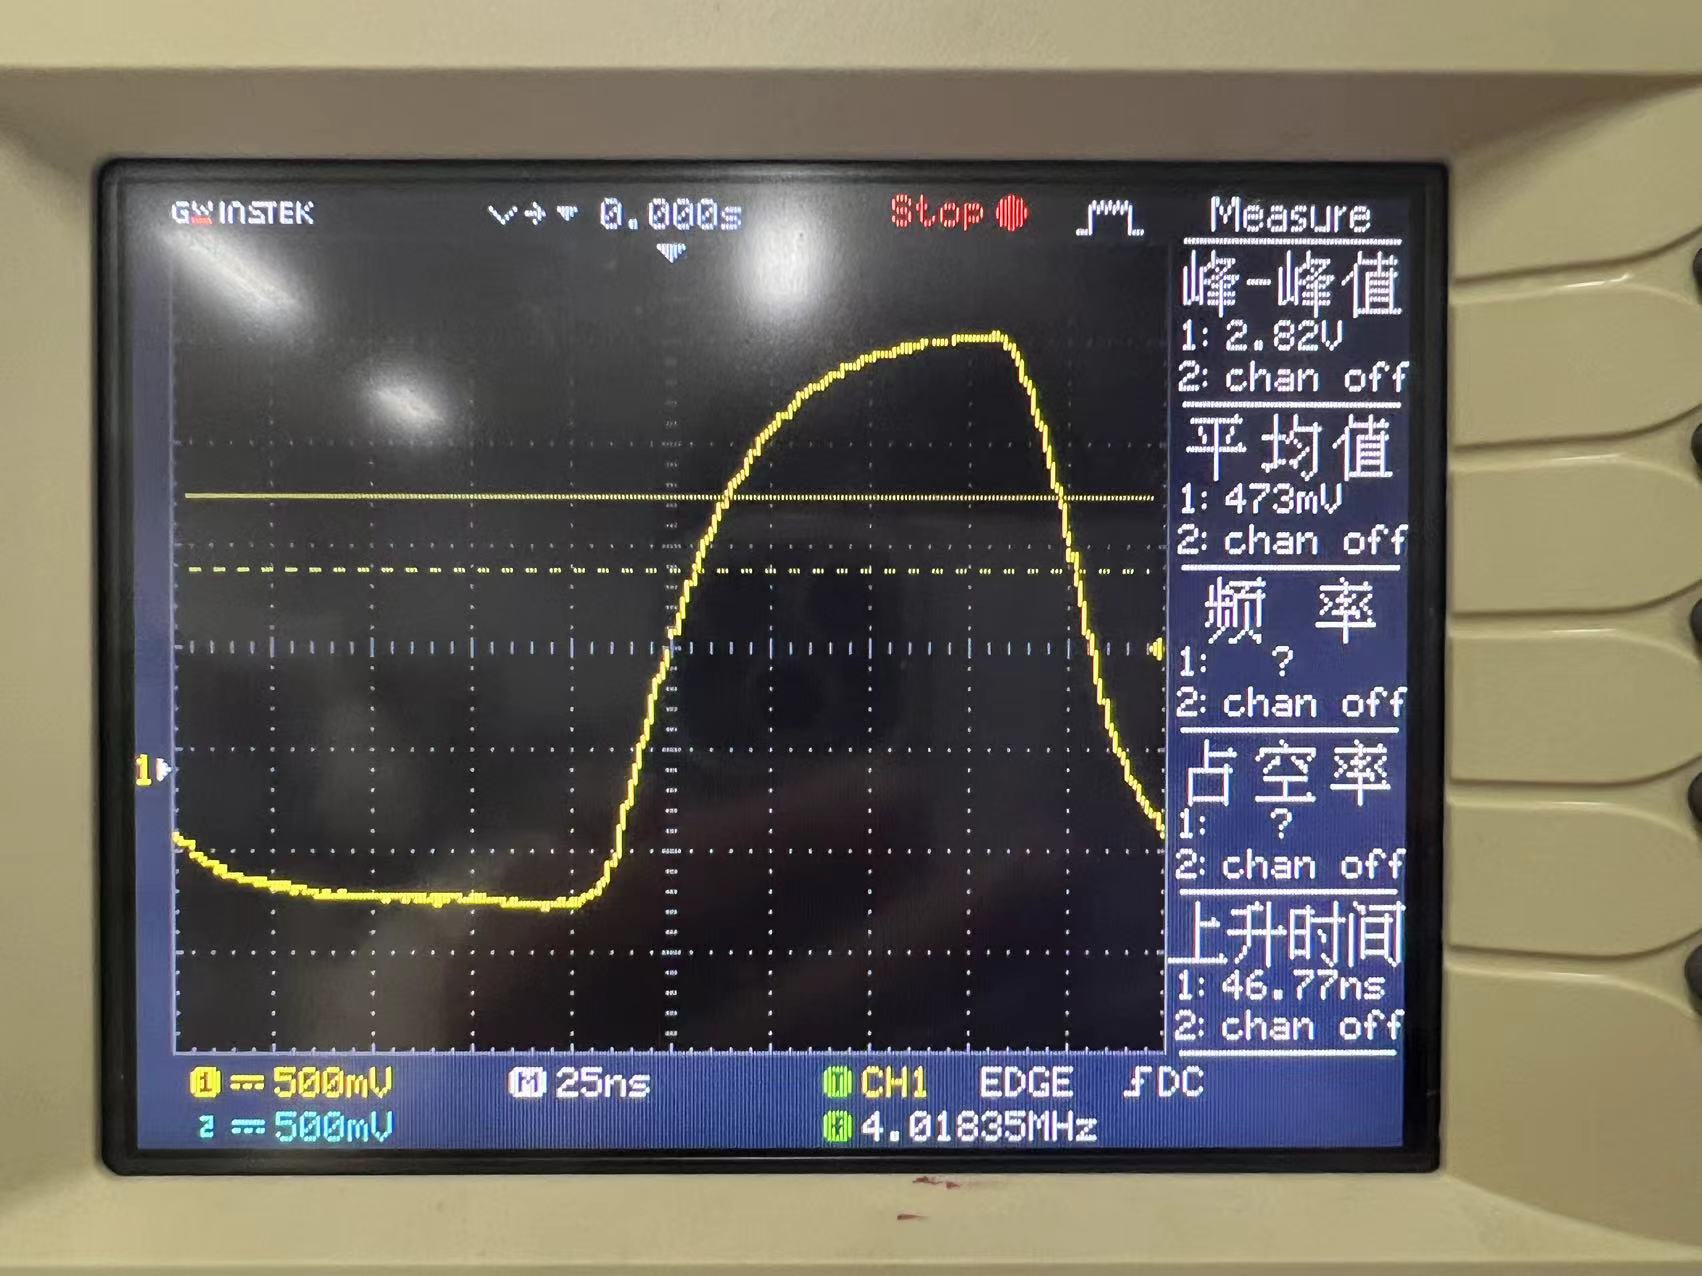 GW INSTEK 0.000s Stop Measure
峰-峰值
1: 2.82V
2: chan off
平均值
1: 473mV
2: chan off
频 率
1: ?
2: chan off
占空率
1: ?
2: chan off
上升时间
1: 46.77ns
2: chan off
1
1 500mV M 25ns T CH1 EDGE DC
2 500mV 4.01835MHz